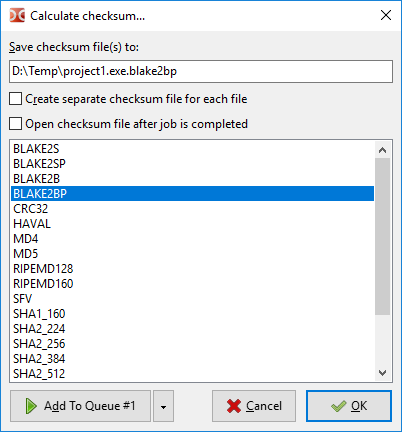 Calculate checksum...
Save checksum file(s) to:
D:\Temp\project1.exe.blake2bp
Create separate checksum file for each file
Open checksum file after job is completed
BLAKE2S
BLAKE2SP
BLAKE2B
BLAKE2BP
CRC32
HAVAL
MD4
MD5
RIPEMD128
RIPEMD160
SFV
SHA1_160
SHA2_224
SHA2_256
SHA2_384
SHA2_512
Add To Queue #1
Cancel
OK